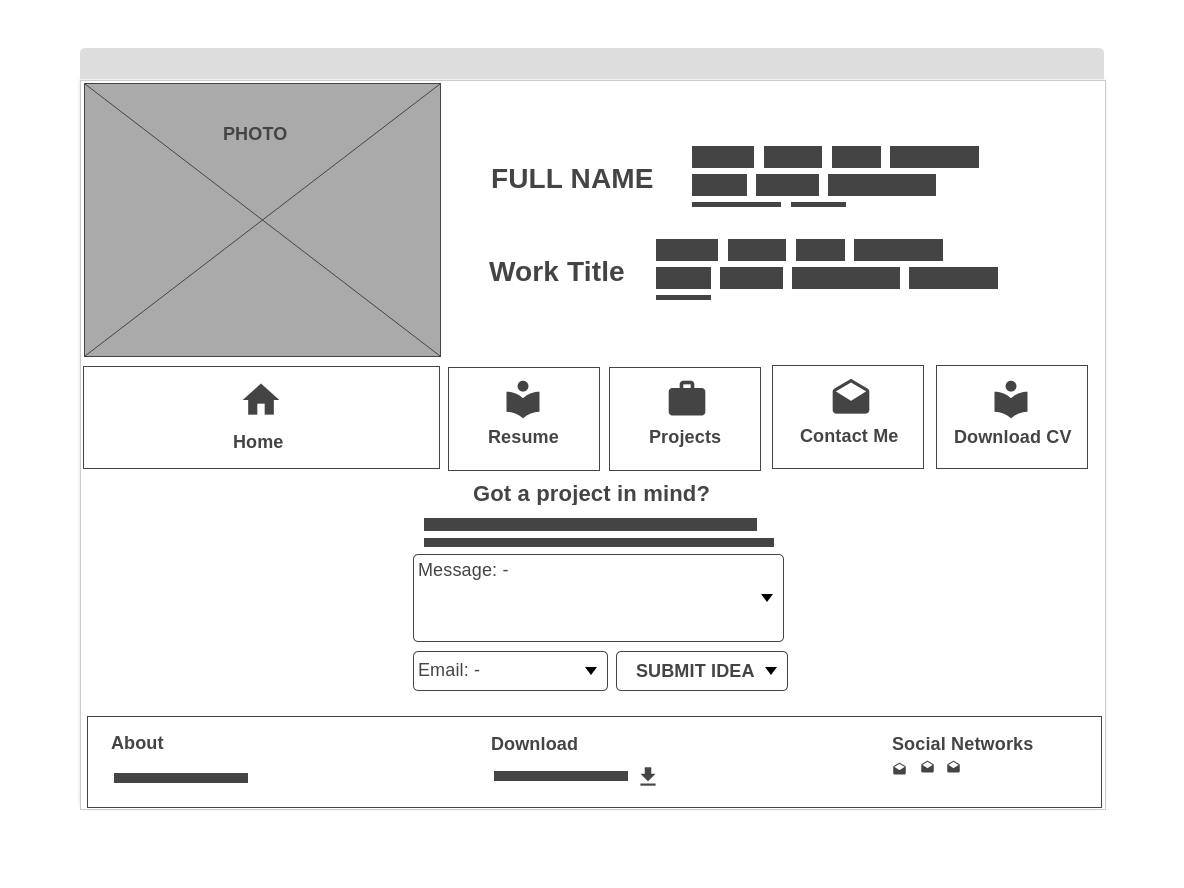 PHOTO
FULL NAME
Work Title
Home
Resume
Projects
Contact Me
Download CV
Got a project in mind?
Message: -
Email: -
SUBMIT IDEA
About
Download
Social Networks